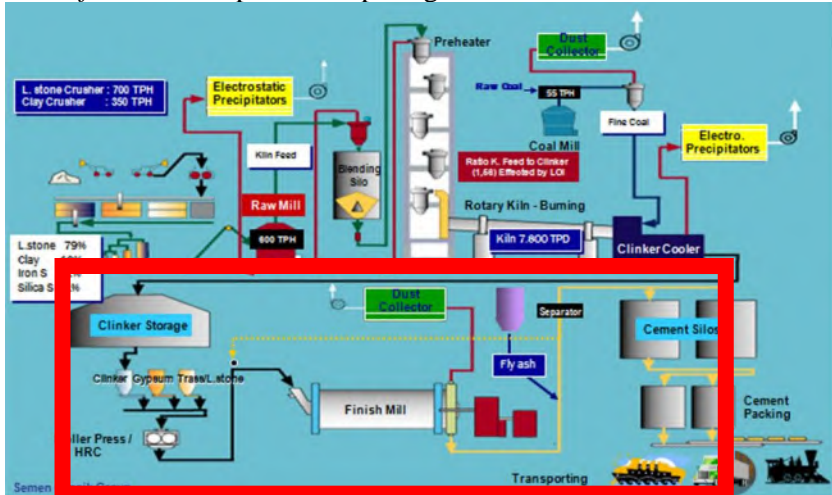 Preheater
Dust
Collector
L. stone Crusher : 700 TPH
Clay Crusher : 350 TPH
Electrostatic
Precipitators
Raw Coal
55 TPH
Coal Mill
Fine Coal
Electro.
Precipitators
Kiln Feed
Blending
Silo
Ratio K. Feed to Clinker
(1,56) Effected by LOI
Raw Mill
600 TPH
Rotary Kiln - Burning
Kiln 7.800 TPD
Clinker Cooler
L.stone 79%
Clay
Iron S
Silica S
Clinker Storage
Dust
Collector
Separator
Cement Silos
Fly ash
Clinker Gypsum Trass/L.stone
Finish Mill
Cement
Packing
ller Press /
HRC
Transporting
Semen